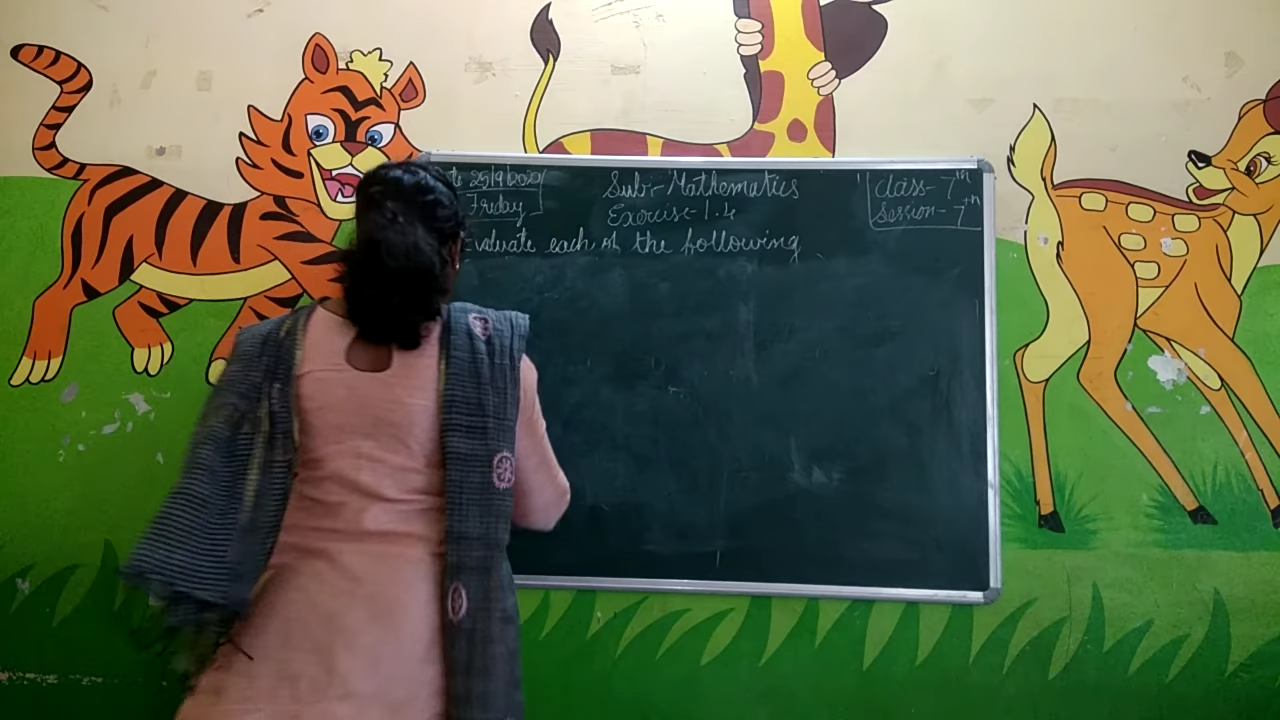 25/9/2020 Sub:- Mathematics Class- 7th
Friday Exercise-1.4 Session- 7th
Evaluate each of the following